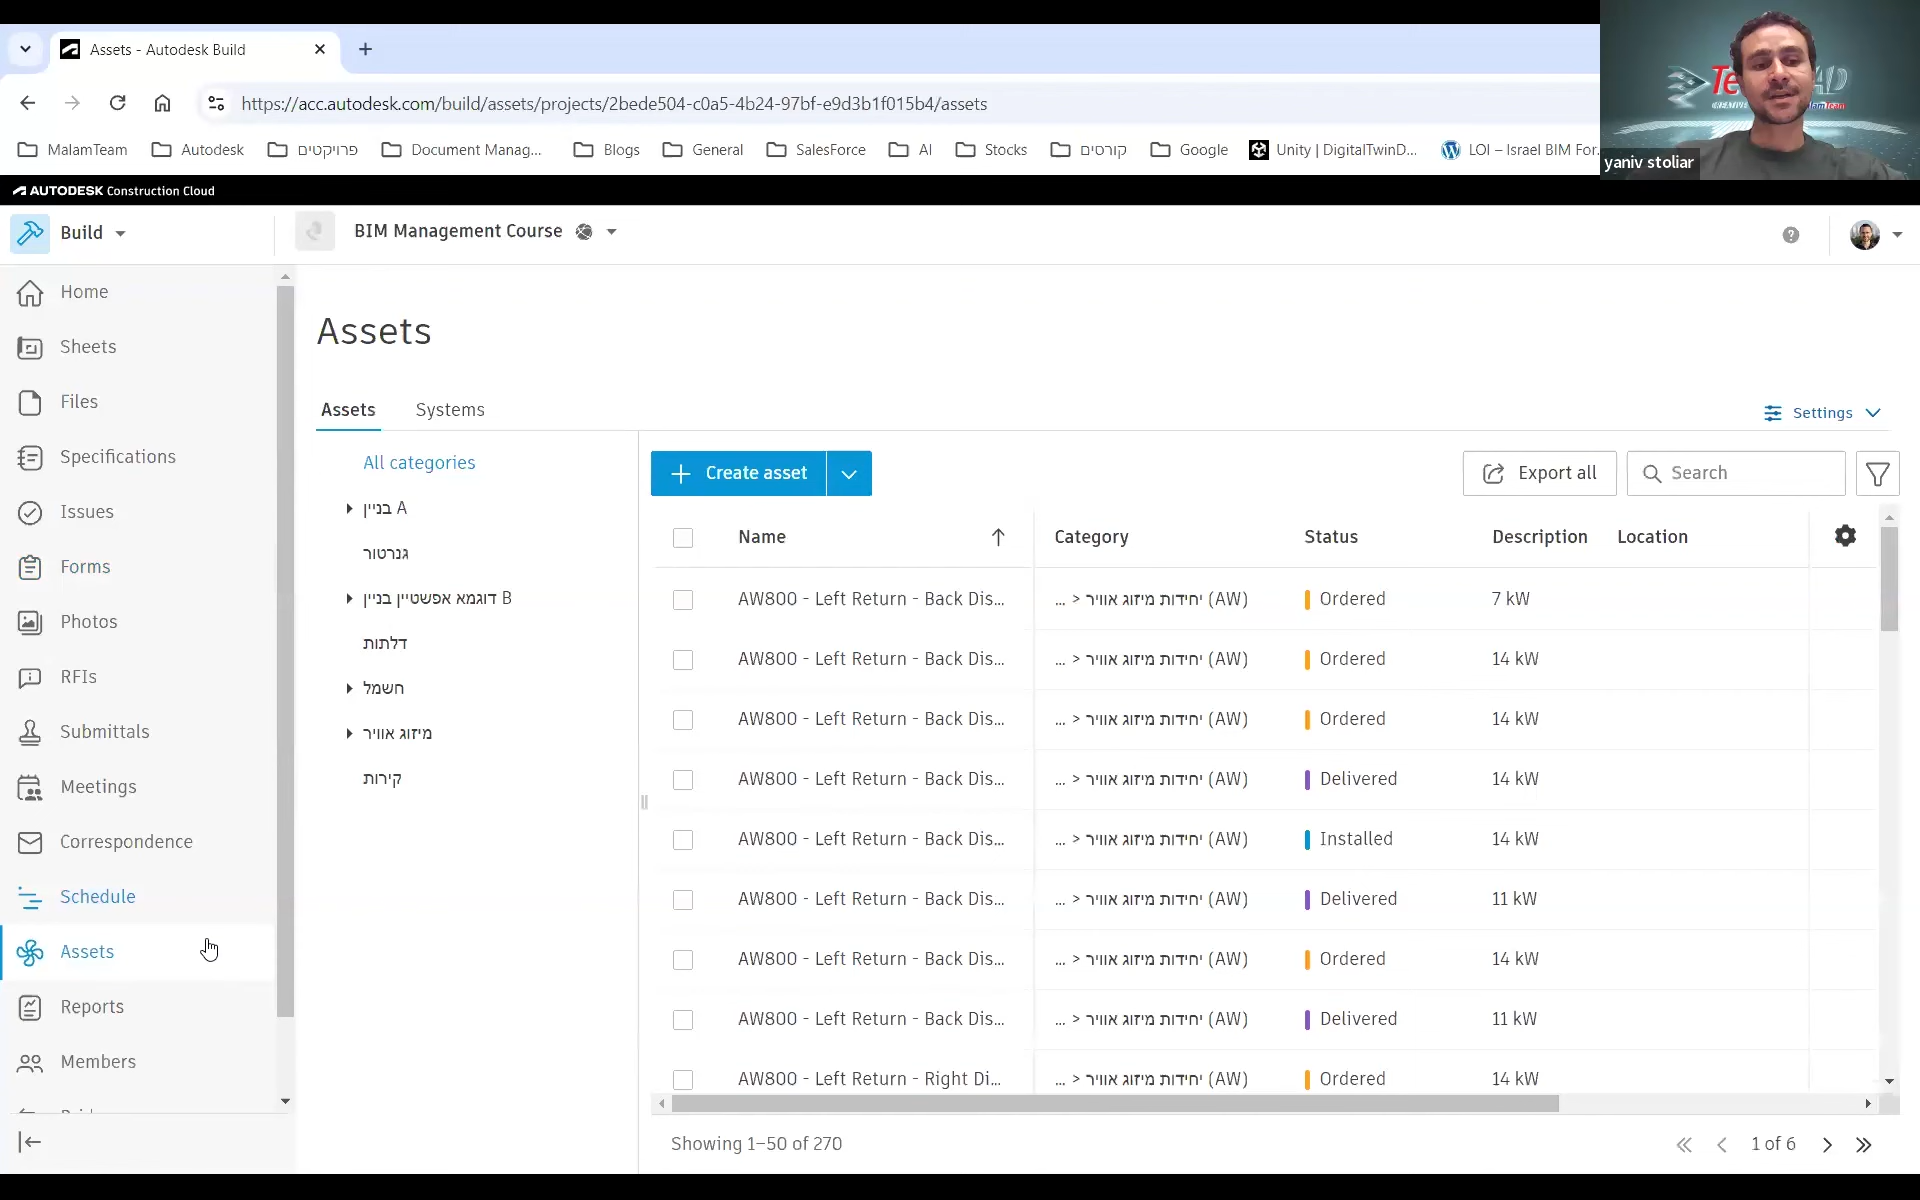 Assets - Autodesk Build
https://acc.autodesk.com/build/assets/projects/2bede504-c0a5-4b24-97bf-e9d3b1f015b4/assets
MalamTeam Autodesk פרויקטים Document Manag... Blogs General SalesForce AI Stocks קורסים Google Unity | DigitalTwinD... LOI – Israel BIM For...
yaniv stoliar
AUTODESK Construction Cloud
Build
BIM Management Course
Home
Sheets
Files
Specifications
Issues
Forms
Photos
RFIs
Submittals
Meetings
Correspondence
Schedule
Assets
Reports
Members
Assets
Assets Systems
Settings
All categories
בניין A
גנרטור
דוגמא אפשטיין בניין B
דלתות
חשמל
מיזוג אוויר
קירות
Create asset
Export all
Search
Name Category Status Description Location
AW800 - Left Return - Back Dis... ... > יחידות מיזוג אוויר (AW) Ordered 7 kW
AW800 - Left Return - Back Dis... ... > יחידות מיזוג אוויר (AW) Ordered 14 kW
AW800 - Left Return - Back Dis... ... > יחידות מיזוג אוויר (AW) Ordered 14 kW
AW800 - Left Return - Back Dis... ... > יחידות מיזוג אוויר (AW) Delivered 14 kW
AW800 - Left Return - Back Dis... ... > יחידות מיזוג אוויר (AW) Installed 14 kW
AW800 - Left Return - Back Dis... ... > יחידות מיזוג אוויר (AW) Delivered 11 kW
AW800 - Left Return - Back Dis... ... > יחידות מיזוג אוויר (AW) Ordered 14 kW
AW800 - Left Return - Back Dis... ... > יחידות מיזוג אוויר (AW) Delivered 11 kW
AW800 - Left Return - Right Di... ... > יחידות מיזוג אוויר (AW) Ordered 14 kW
Showing 1–50 of 270
1 of 6